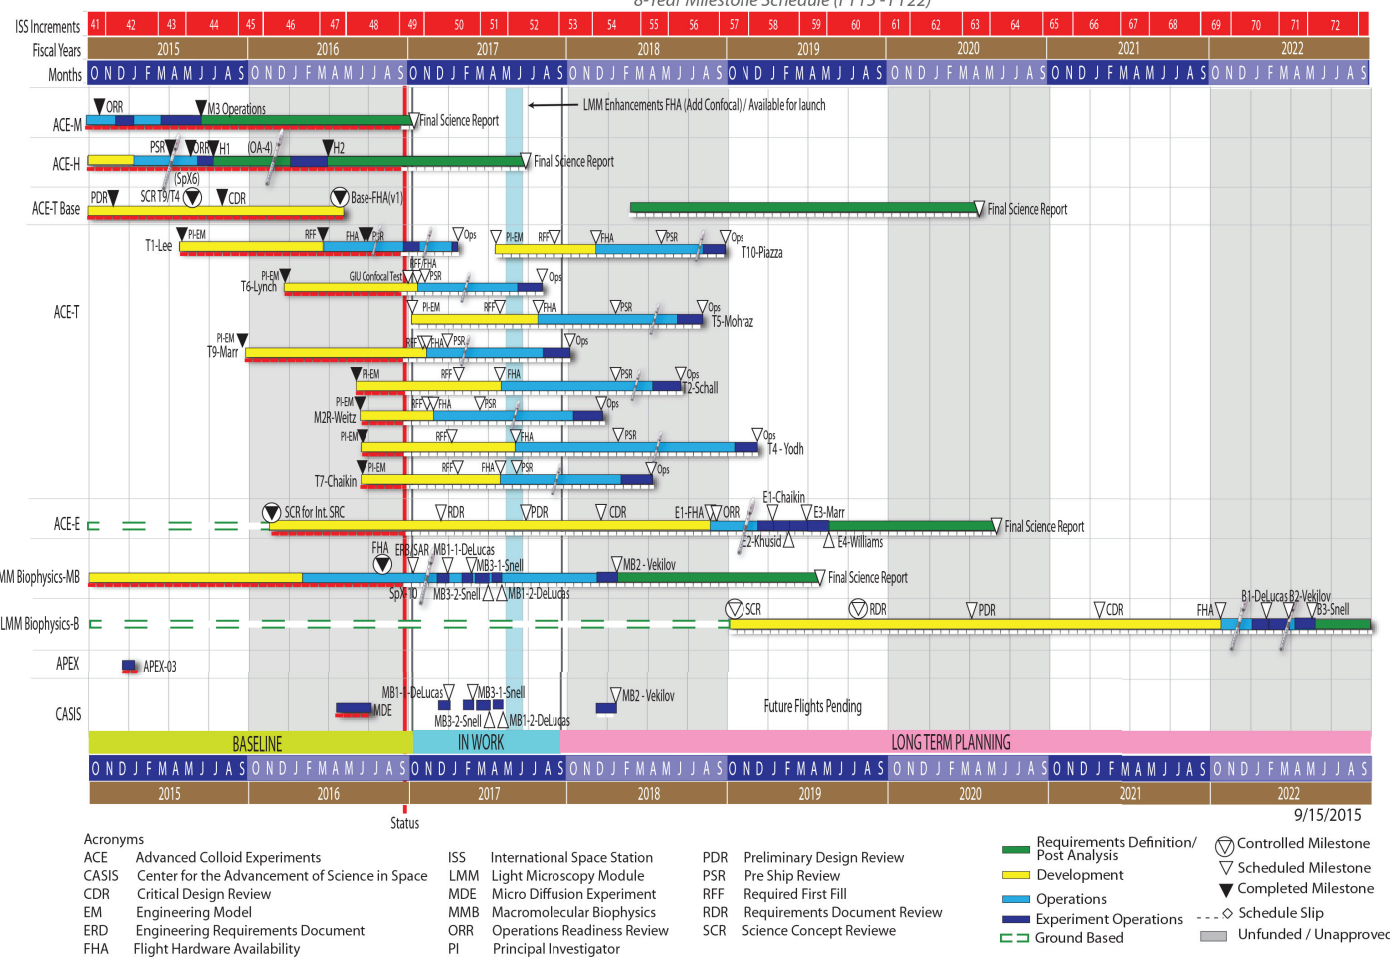 8-Year Milestone Schedule (FY15 -FY22)
ISS Increments 41 42 43 44 45 46 47 48 49 50 51 52 53 54 55 56 57 58 59 60 61 62 63 64 65 66 67 68 69 70 71 72
Fiscal Years 2015 2016 2017 2018 2019 2020 2021 2022
Months O N D J F M A M J J A S O N D J F M A M J J A S O N D J F M A M J J A S O N D J F M A M J J A S O N D J F M A M J J A S O N D J F M A M J J A S O N D J F M A M J J A S O N D J F M A M J J A S
LMM Enhancements FHA (Add Confocal)/ Available for launch
ACE-M ORR M3 Operations Final Science Report
ACE-H PSR ORR H1 (OA-4) H2 Final Science Report
(SpX6)
ACE-T Base PDR SCR T9/T4 CDR Base-FHA(v1) Final Science Report
ACE-T
T1-Lee PI-EM RFF FHA PSR Ops PI-EM RFF FHA PSR Ops T10-Piazza
T6-Lynch PI-EM GIU Confocal Test RFF/FHA PSR Ops
PI-EM RFF FHA PSR Ops T5-Mohraz
T9-Marr PI-EM RFF FHA PSR Ops
PI-EM RFF FHA PSR Ops T2-Schall
M2R-Weitz PI-EM RFF FHA PSR Ops
PI-EM RFF FHA PSR Ops T4 - Yodh
T7-Chaikin PI-EM RFF FHA PSR Ops
ACE-E SCR for Int. SRC RDR PDR CDR E1-FHA ORR E1-Chaikin E3-Marr Final Science Report
E2-Khusid E4-Williams
LMM Biophysics-MB FHA ERB/SAR MB1-1-DeLucas MB3-1-Snell MB2 - Vekilov Final Science Report
SpX-10 MB3-2-Snell MB1-2-DeLucas
LMM Biophysics-B SCR RDR PDR CDR FHA B1-DeLucas B2-Vekilov B3-Snell
APEX APEX-03
CASIS MDE MB1-1-DeLucas MB3-1-Snell MB2 - Vekilov Future Flights Pending
MB3-2-Snell MB1-2-DeLucas
BASELINE IN WORK LONG TERM PLANNING
O N D J F M A M J J A S O N D J F M A M J J A S O N D J F M A M J J A S O N D J F M A M J J A S O N D J F M A M J J A S O N D J F M A M J J A S O N D J F M A M J J A S O N D J F M A M J J A S
2015 2016 2017 2018 2019 2020 2021 2022
Status
9/15/2015
Acronyms
ACE Advanced Colloid Experiments
CASIS Center for the Advancement of Science in Space
CDR Critical Design Review
EM Engineering Model
ERD Engineering Requirements Document
FHA Flight Hardware Availability
ISS International Space Station
LMM Light Microscopy Module
MDE Micro Diffusion Experiment
MMB Macromolecular Biophysics
ORR Operations Readiness Review
PI Principal Investigator
PDR Preliminary Design Review
PSR Pre Ship Review
RFF Required First Fill
RDR Requirements Document Review
SCR Science Concept Reviewe
Requirements Definition/
Post Analysis
Development
Operations
Experiment Operations
Ground Based
Controlled Milestone
Scheduled Milestone
Completed Milestone
Schedule Slip
Unfunded / Unapproved